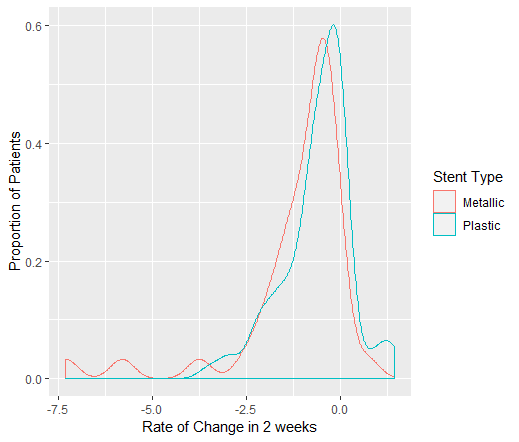 0.6
0.4
0.2
0.0
Proportion of Patients
-7.5
-5.0
-2.5
0.0
Rate of Change in 2 weeks
Stent Type
Metallic
Plastic